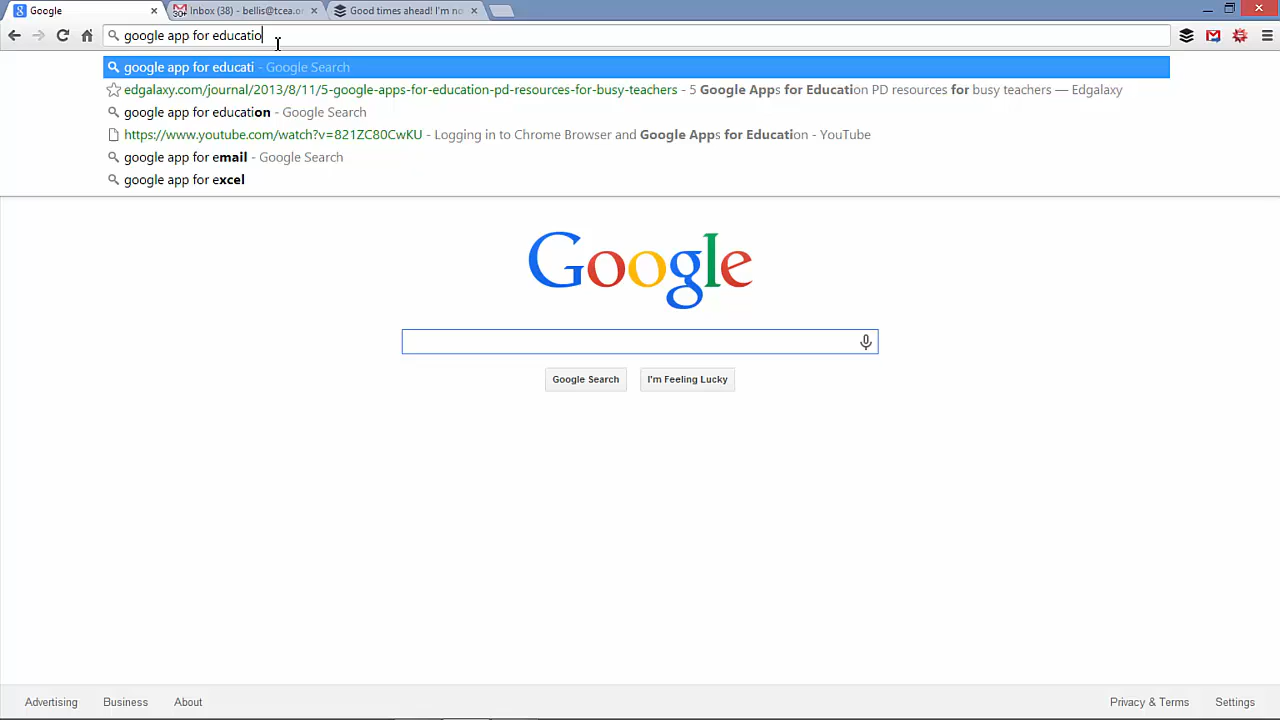 Google
Inbox (38) - bellis@tcea.or
Good times ahead! I'm no
google app for educatio
google app for educati - Google Search
edgalaxy.com/journal/2013/8/11/5-google-apps-for-education-pd-resources-for-busy-teachers - 5 Google Apps for Education PD resources for busy teachers — Edgalaxy
google app for education - Google Search
https://www.youtube.com/watch?v=821ZC80CwKU - Logging in to Chrome Browser and Google Apps for Education - YouTube
google app for email - Google Search
google app for excel
Google
Google Search
I'm Feeling Lucky
Advertising
Business
About
Privacy & Terms
Settings